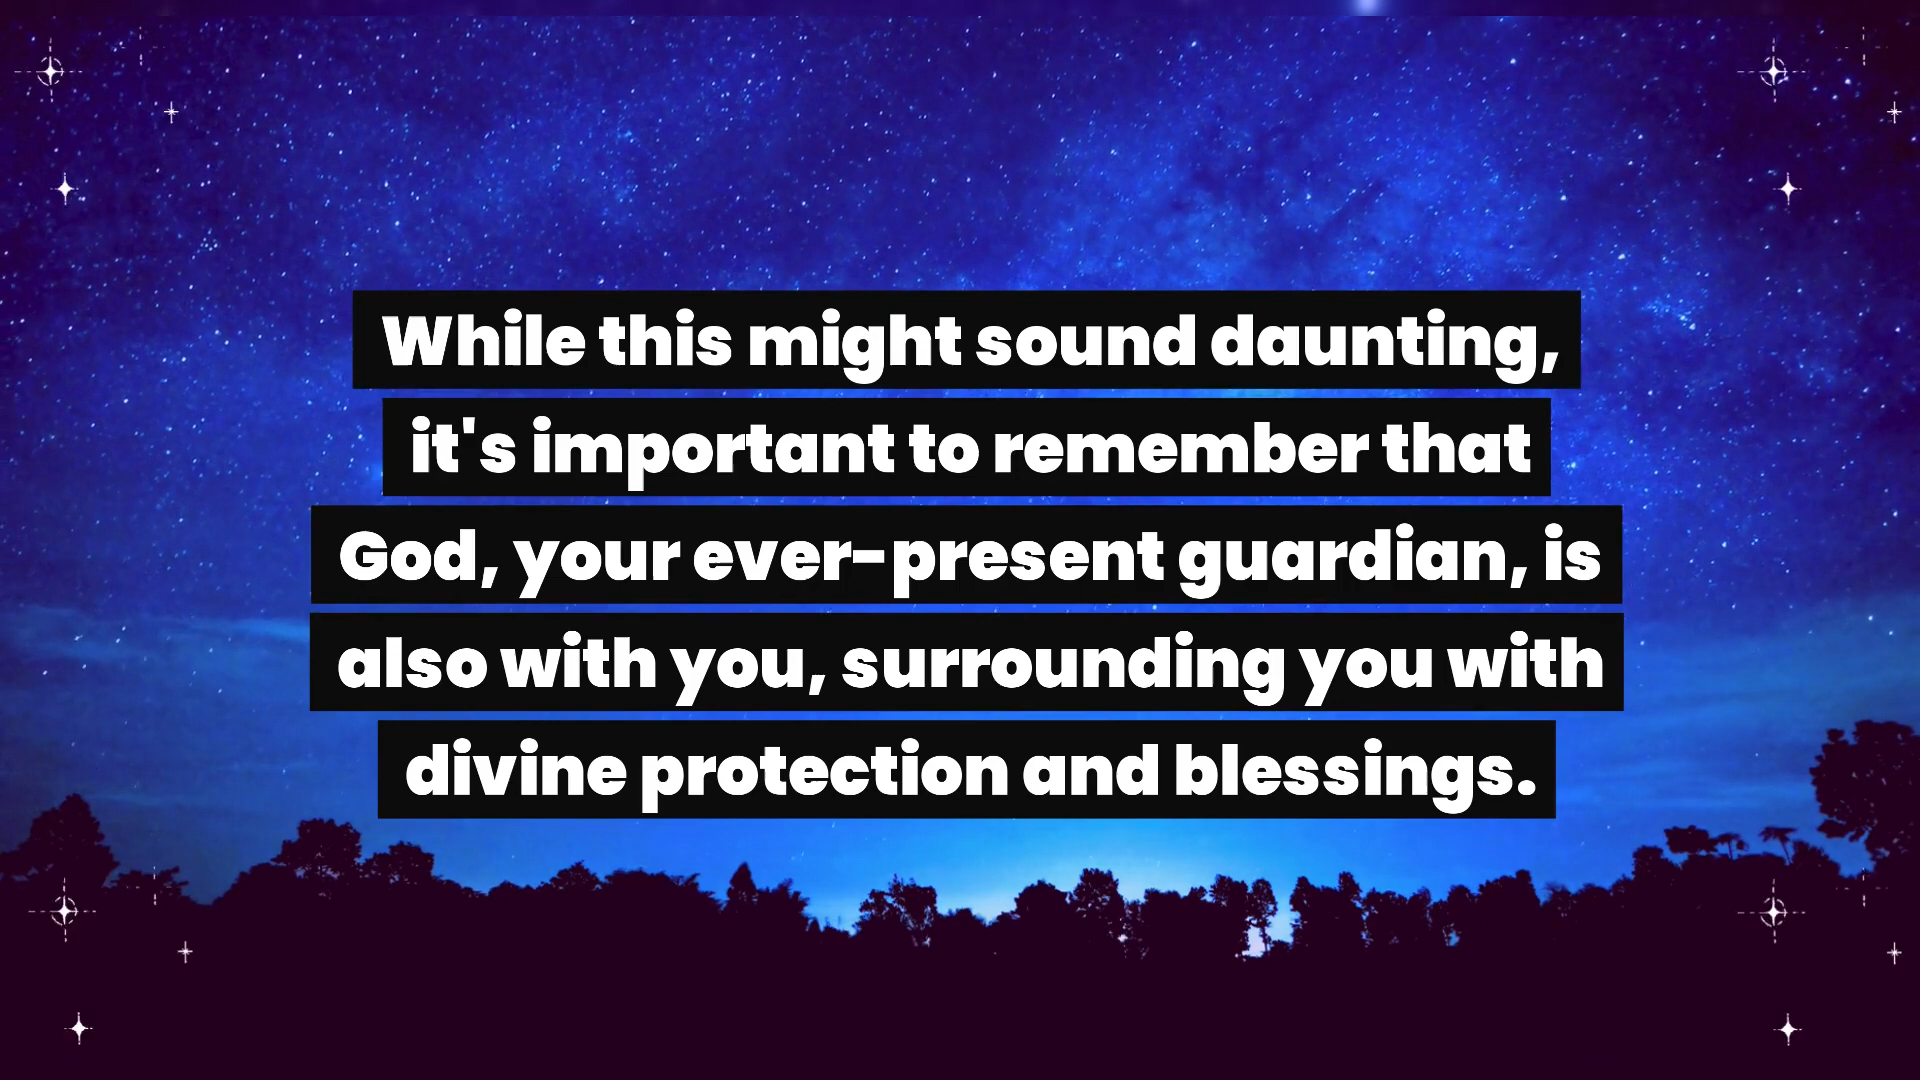 While this might sound daunting,
it's important to remember that
God, your ever-present guardian, is
also with you, surrounding you with
divine protection and blessings.